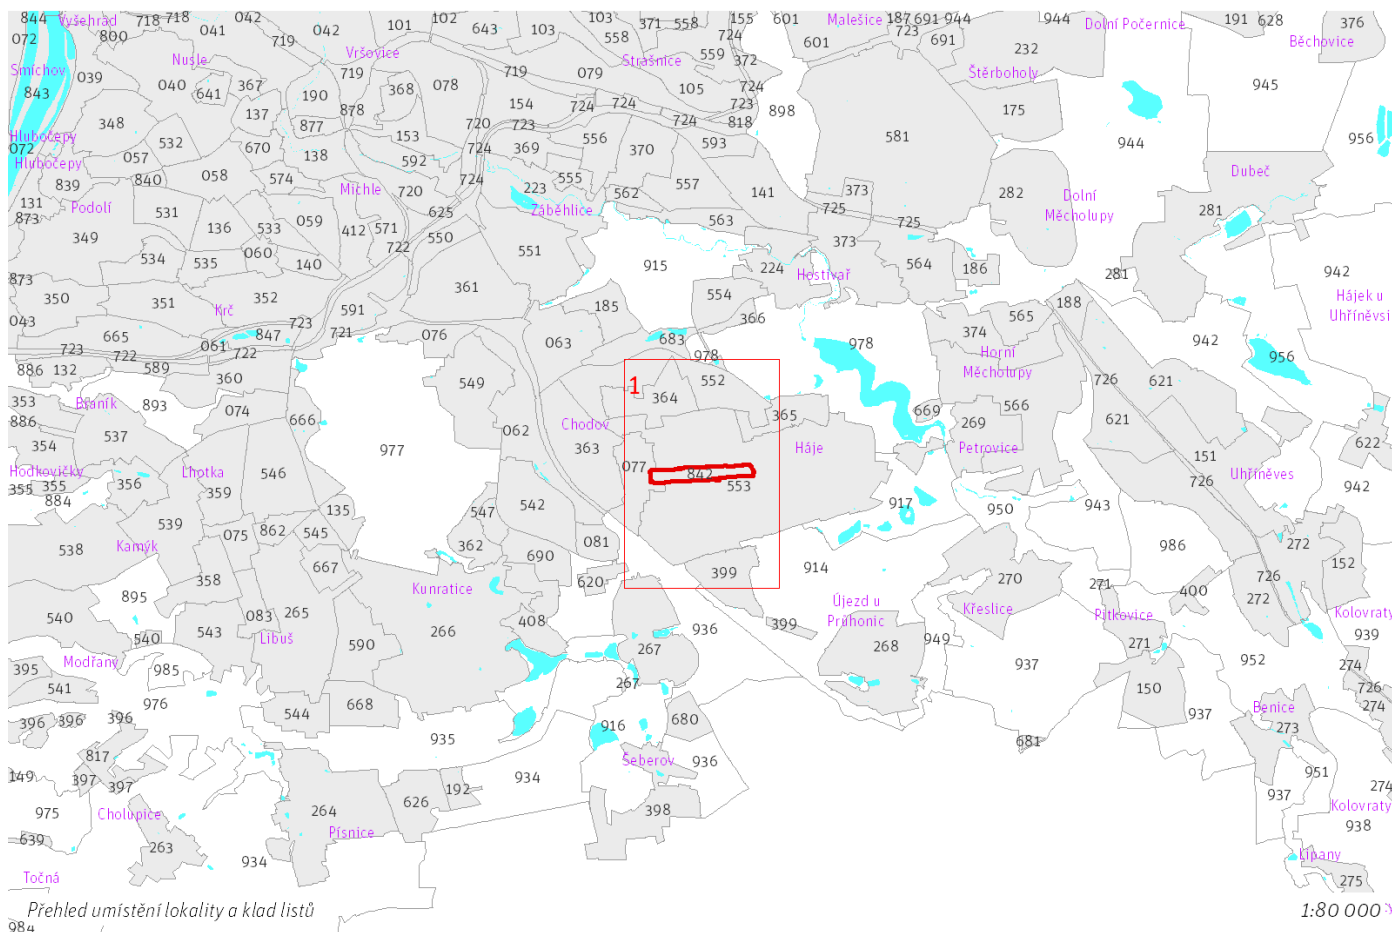 844 Vyšehrad 718 718 042 101 102 643 103 103 371 558 155 601 Malešice 187 691 944 944 Dolní Počernice 191 628 376
072 800 041 719 042 Vršovice 558 724 601 723 691 232 Běchovice
Smíchov 039 Nusle 719 719 079 Strašnice 559 372 Štěrboholy 945
843 040 641 367 190 878 368 078 105 724 175
348 137 877 154 724 724 723 898
Hlubočepy 532 670 153 720 723 724 818 581 944 956
072 057 138 592 724 369 556 370 593
Hlubočepy 840 058 574 Michle 720 724 555 557 Dubeč
839 223 562 141 373 282 Dolní
131 Podolí 531 136 533 059 625 Záběhlice 563 725 725 Měcholupy 281
873 349 412 571 550 551 373
534 535 060 140 722 915 224 Hostivař 564 186 281 942
873 350 351 352 361 185 554 188 Hájek u
043 Krč 591 366 374 565 Uhříněvsi
665 847 723 721 076 063 683 978 978 Horní 942 956
723 722 061 722 Měcholupy
886 132 589 360 549 552 726 621
353 Braník 893 074 666 1 364 669 566 621
886 537 062 Chodov 365 269
354 977 363 Háje Petrovice 151 622
Hodkovičky Lhotka 546 077 842 Uhříněves
355 355 356 359 553 726 942
884 539 135 547 542 917 950 943
538 Kamýk 075 862 545 081 986 272
358 667 362 690 399 914 152
895 083 265 Kunratice 620 270 271 400 726 272
540 543 Libuš 266 408 399 Újezd u Křeslice Pitkovice Kolovraty
540 590 936 Průhonic 949 271 939
Modřany 267 268 937 952 274
395 985 267 150 726
541 976 668 Benice 274
396 396 396 544 916 680 937 273
817 935 681
149 397 397 Šeberov 936 951
975 Cholupice 264 626 192 934 398 937 274
Kolovraty
639 263 Písnice 938
934 Lipany
Točná 275
Přehled umístění lokality a klad listů 1:80 000
984